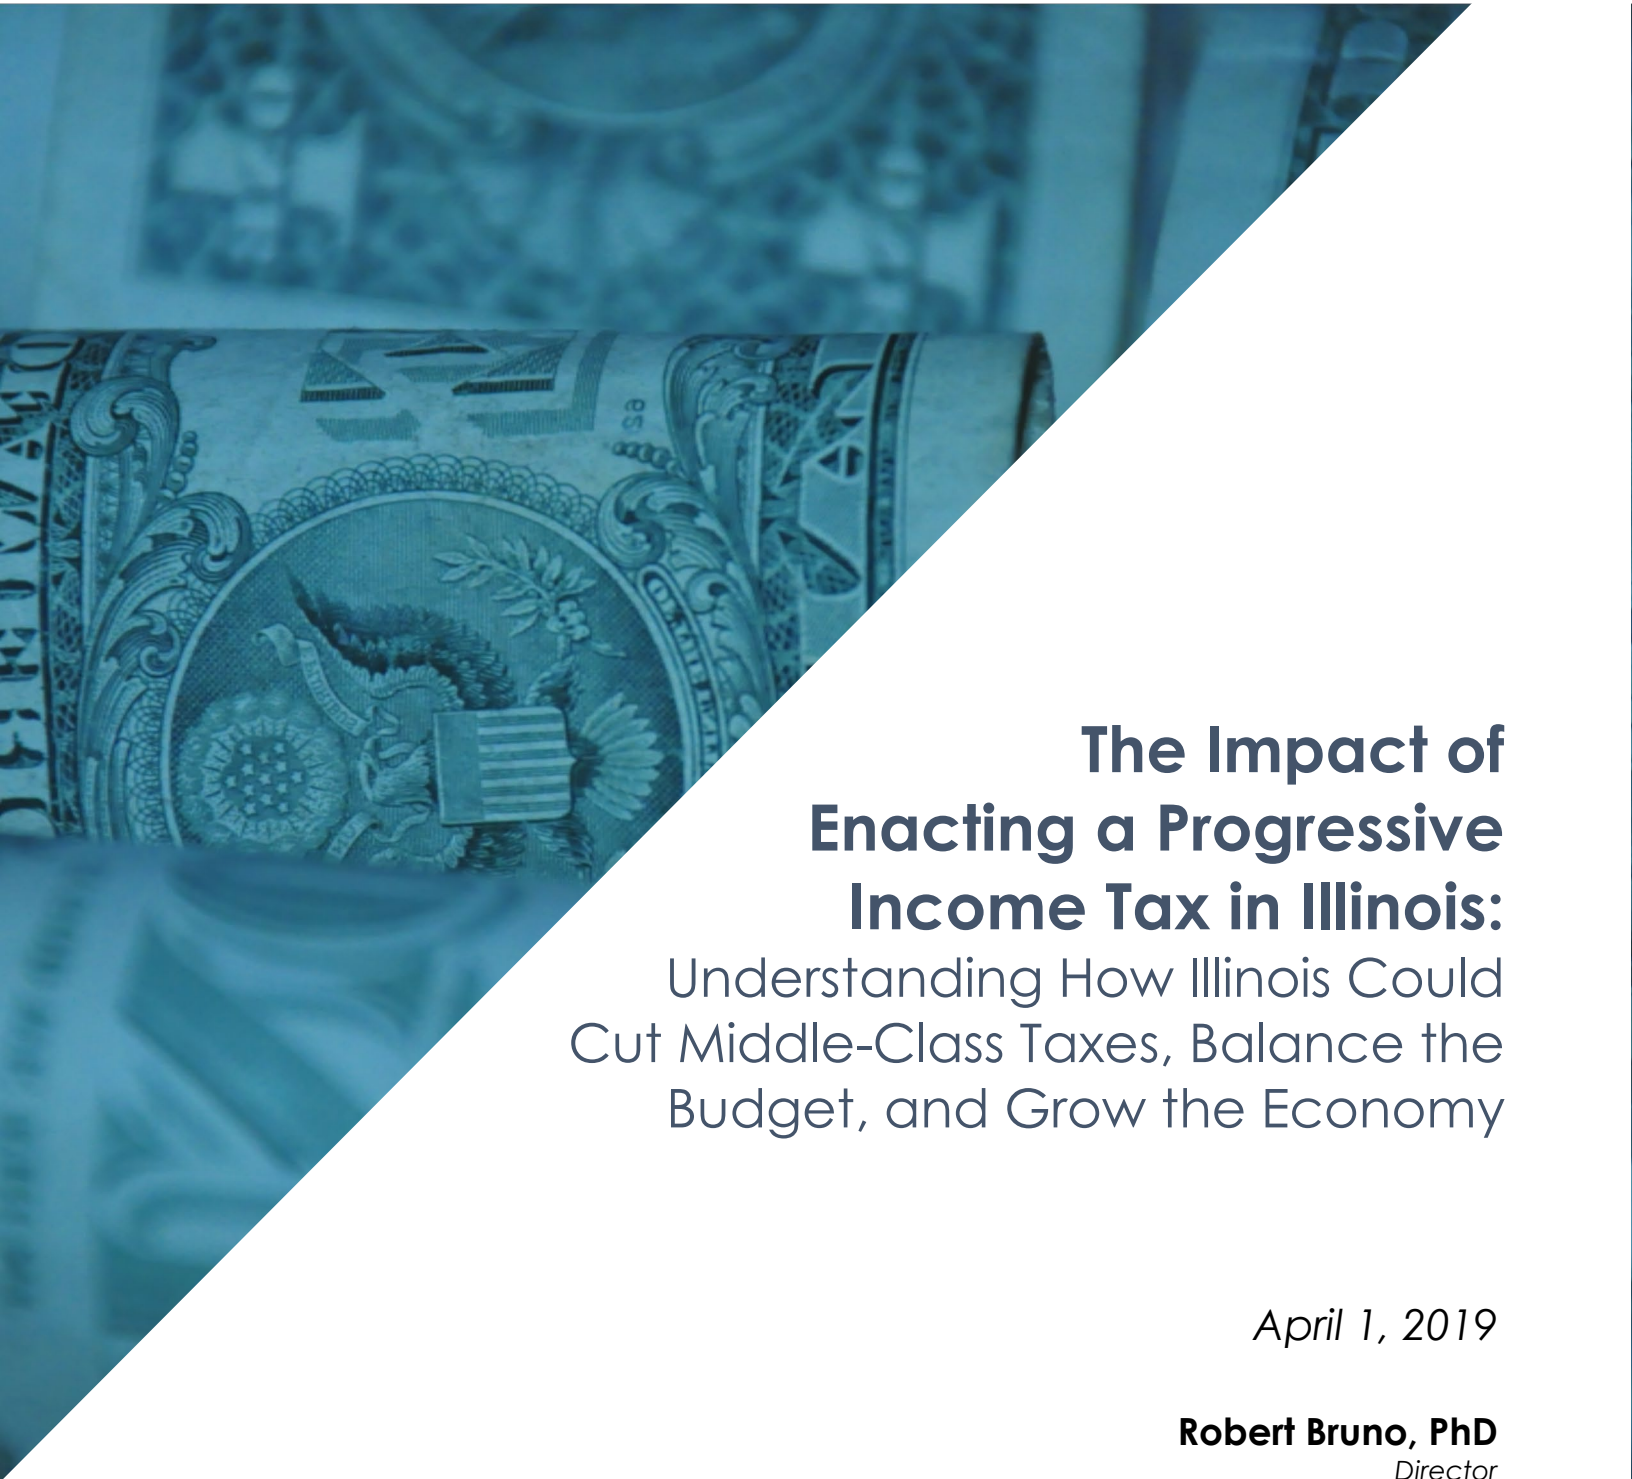 The Impact of
Enacting a Progressive
Income Tax in Illinois:
Understanding How Illinois Could
Cut Middle-Class Taxes, Balance the
Budget, and Grow the Economy
April 1, 2019
Robert Bruno, PhD
Director